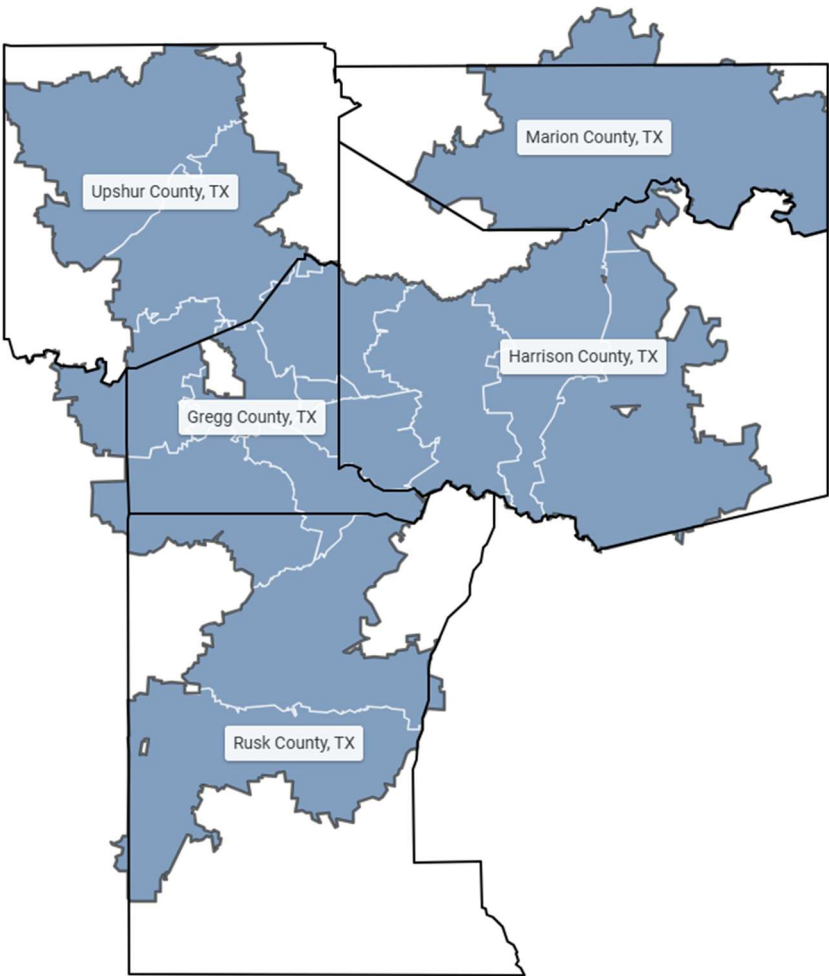 Marion County, TX
Upshur County, TX
Harrison County, TX
Gregg County, TX
Rusk County, TX